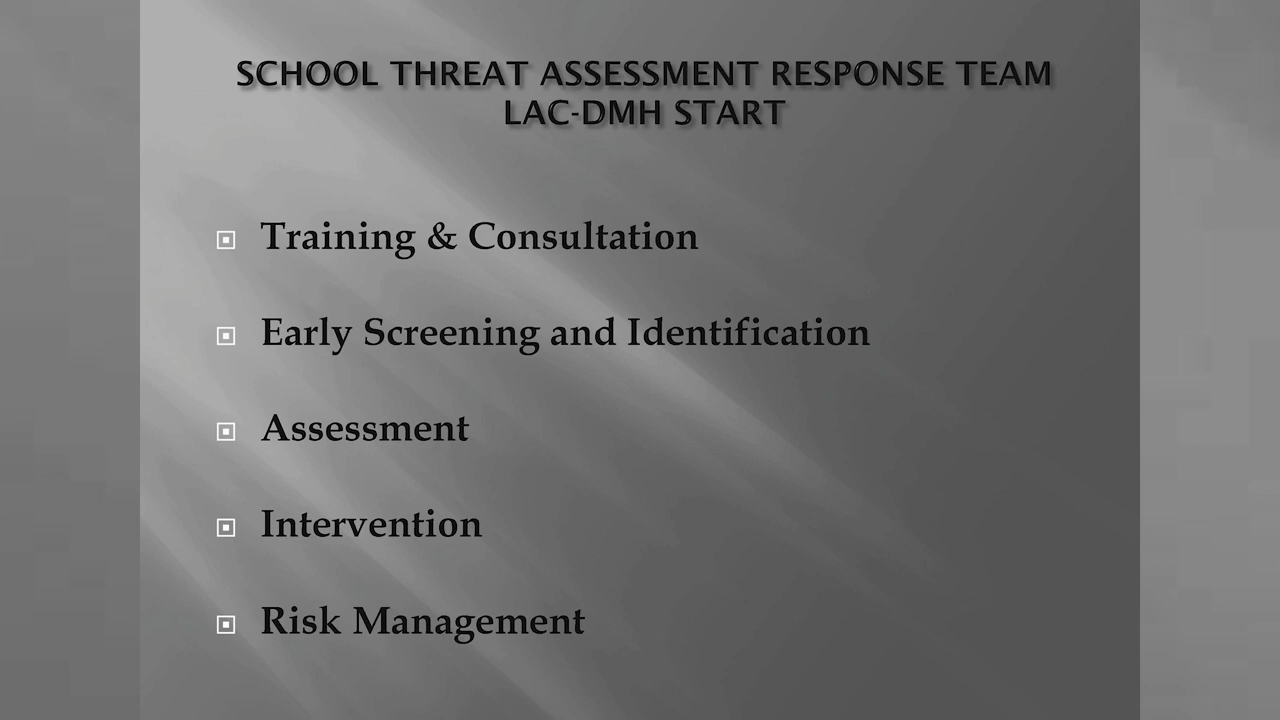 SCHOOL THREAT ASSESSMENT RESPONSE TEAM
LAC-DMH START
Training & Consultation
Early Screening and Identification
Assessment
Intervention
Risk Management